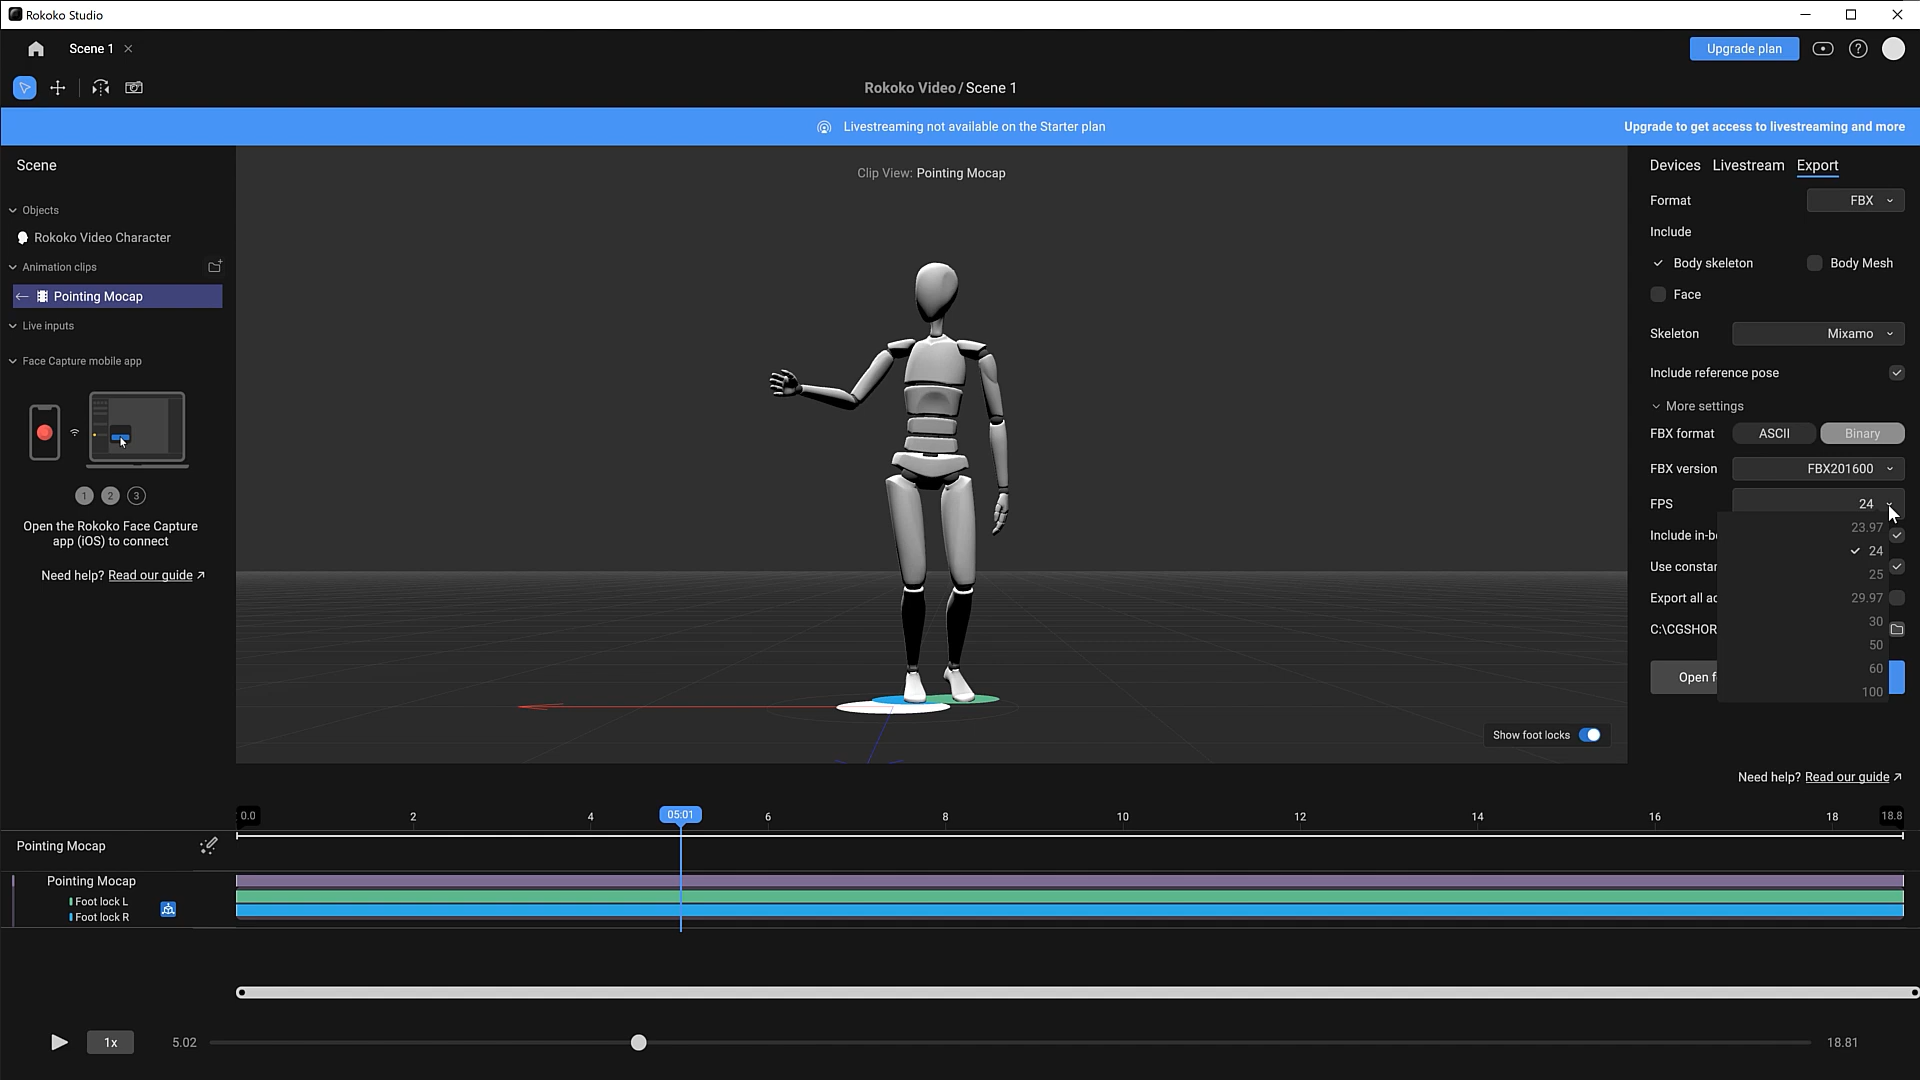 Rokoko Studio
Scene 1
Upgrade plan
Rokoko Video / Scene 1
Livestreaming not available on the Starter plan
Upgrade to get access to livestreaming and more
Scene
Objects
Rokoko Video Character
Animation clips
Pointing Mocap
Live inputs
Face Capture mobile app
1 2 3
Open the Rokoko Face Capture
app (iOS) to connect
Need help? Read our guide ↗
Clip View: Pointing Mocap
Show foot locks
Devices Livestream Export
Format FBX
Include
Body skeleton Body Mesh
Face
Skeleton Mixamo
Include reference pose
More settings
FBX format ASCII Binary
FBX version FBX201600
FPS 24
23.97
Include in-b
24
Use constar
25
Export all ac
29.97
C:\CGSHOR
30
50
Open f
60
100
Need help? Read our guide ↗
0.0 2 4 05:01 6 8 10 12 14 16 18 18.8
Pointing Mocap
Pointing Mocap
Foot lock L
Foot lock R
1x 5.02 18.81